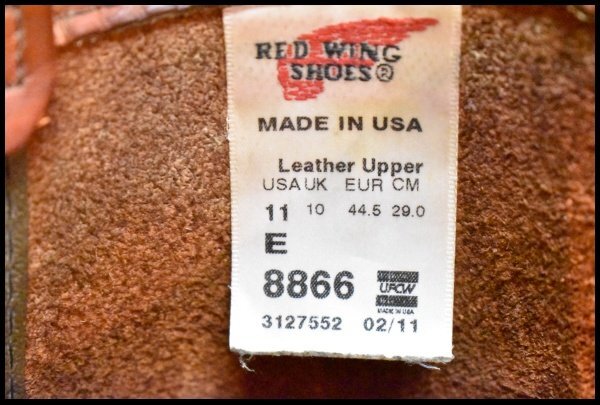 RED WING
SHOES®
MADE IN USA
Leather Upper
USA UK EUR CM
11 10 44.5 29.0
E
8866
UFCW
MADE IN USA
3127552 02/11